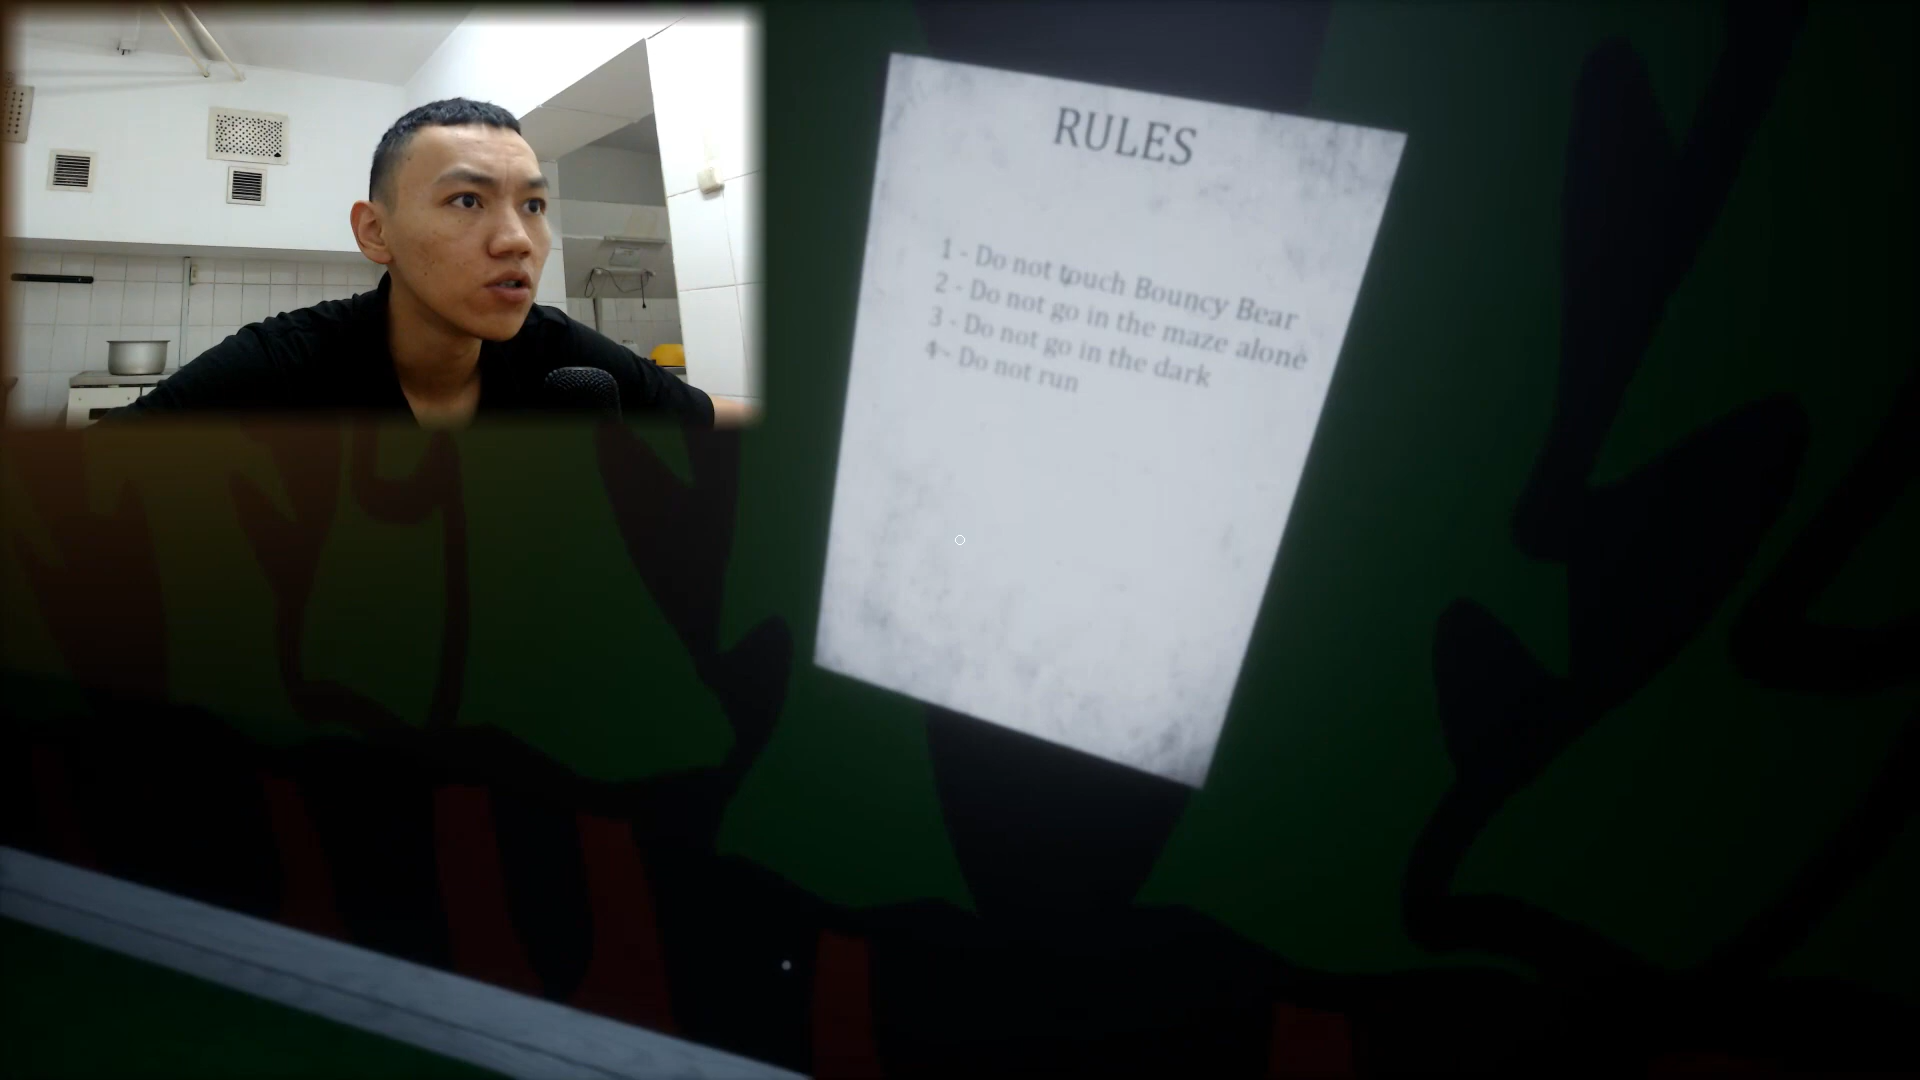 RULES
1 - Do not touch Bouncy Bear
2 - Do not go in the maze alone
3 - Do not go in the dark
4 - Do not run